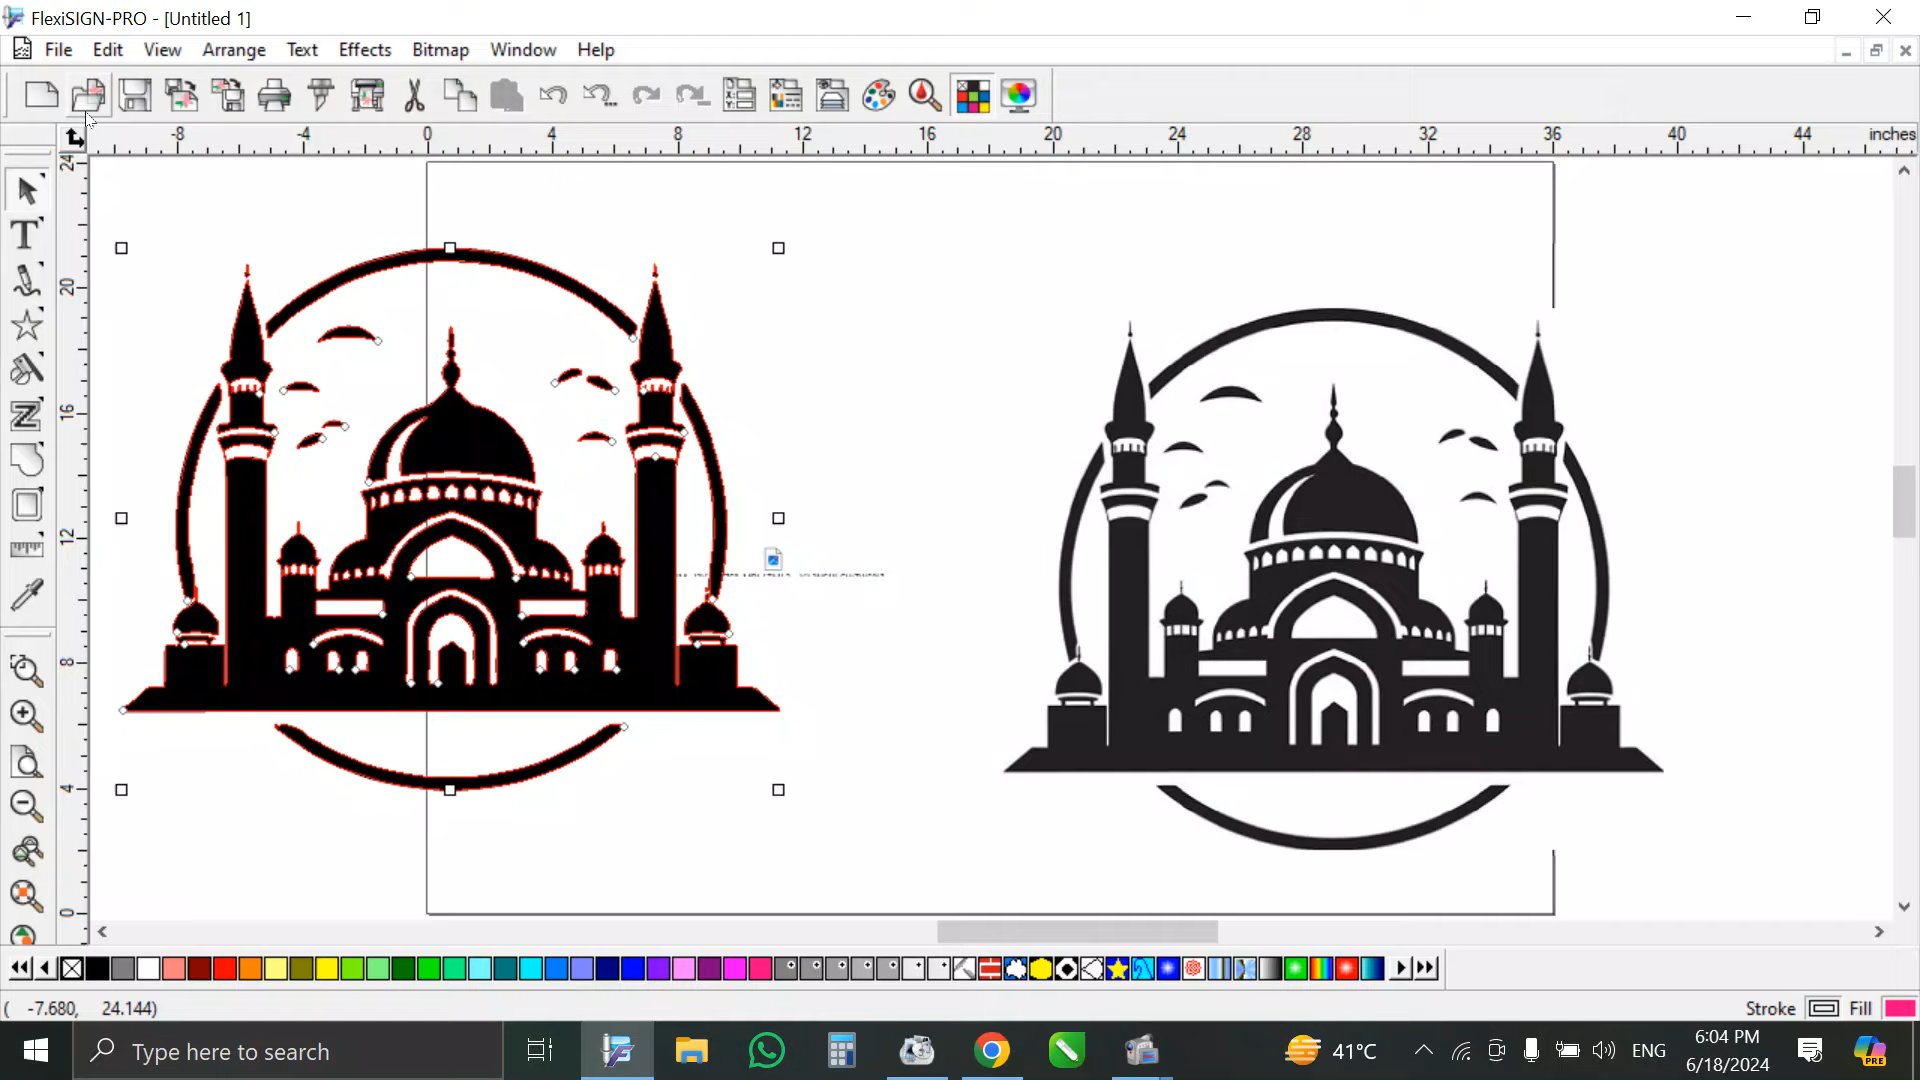 FlexiSIGN-PRO - [Untitled 1]
File Edit View Arrange Text Effects Bitmap Window Help
-8 -4 0 4 8 12 16 20 24 28 32 36 40 44 inches
24
20
16
12
8
4
0
( -7.680, 24.144)
Stroke Fill
Type here to search
41°C
ENG
6:04 PM
6/18/2024
PRE